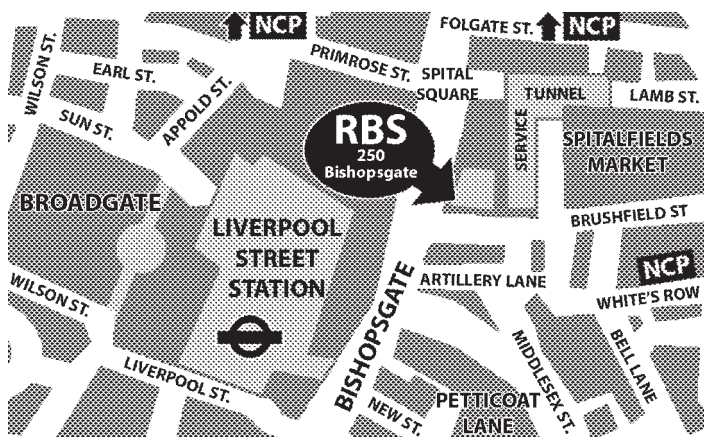 NCP
NCP
FOLGATE ST.
WILSON ST.
EARL ST.
APPOLD ST.
PRIMROSE ST.
SPITAL
SQUARE
TUNNEL
LAMB ST.
SUN ST.
RBS
250
Bishopsgate
SERVICE
SPITALFIELDS
MARKET
BROADGATE
LIVERPOOL
STREET
STATION
BRUSHFIELD ST
WILSON ST.
BISHOPSGATE
ARTILLERY LANE
NCP
WHITE'S ROW
LIVERPOOL ST.
NEW ST.
PETTICOAT
LANE
MIDDLESEX ST.
BELL LANE